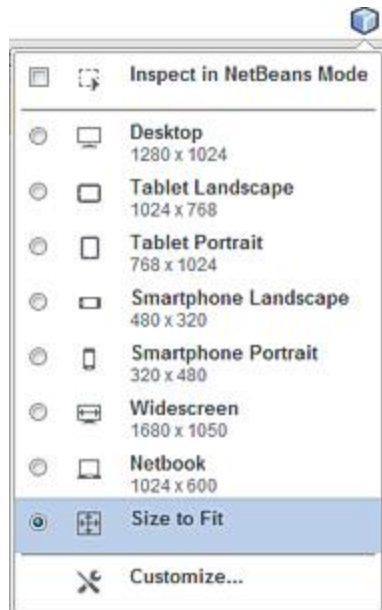 Inspect in NetBeans Mode
Desktop
1280 x 1024
Tablet Landscape
1024 x 768
Tablet Portrait
768 x 1024
Smartphone Landscape
480 x 320
Smartphone Portrait
320 x 480
Widescreen
1680 x 1050
Netbook
1024 x 600
Size to Fit
Customize...